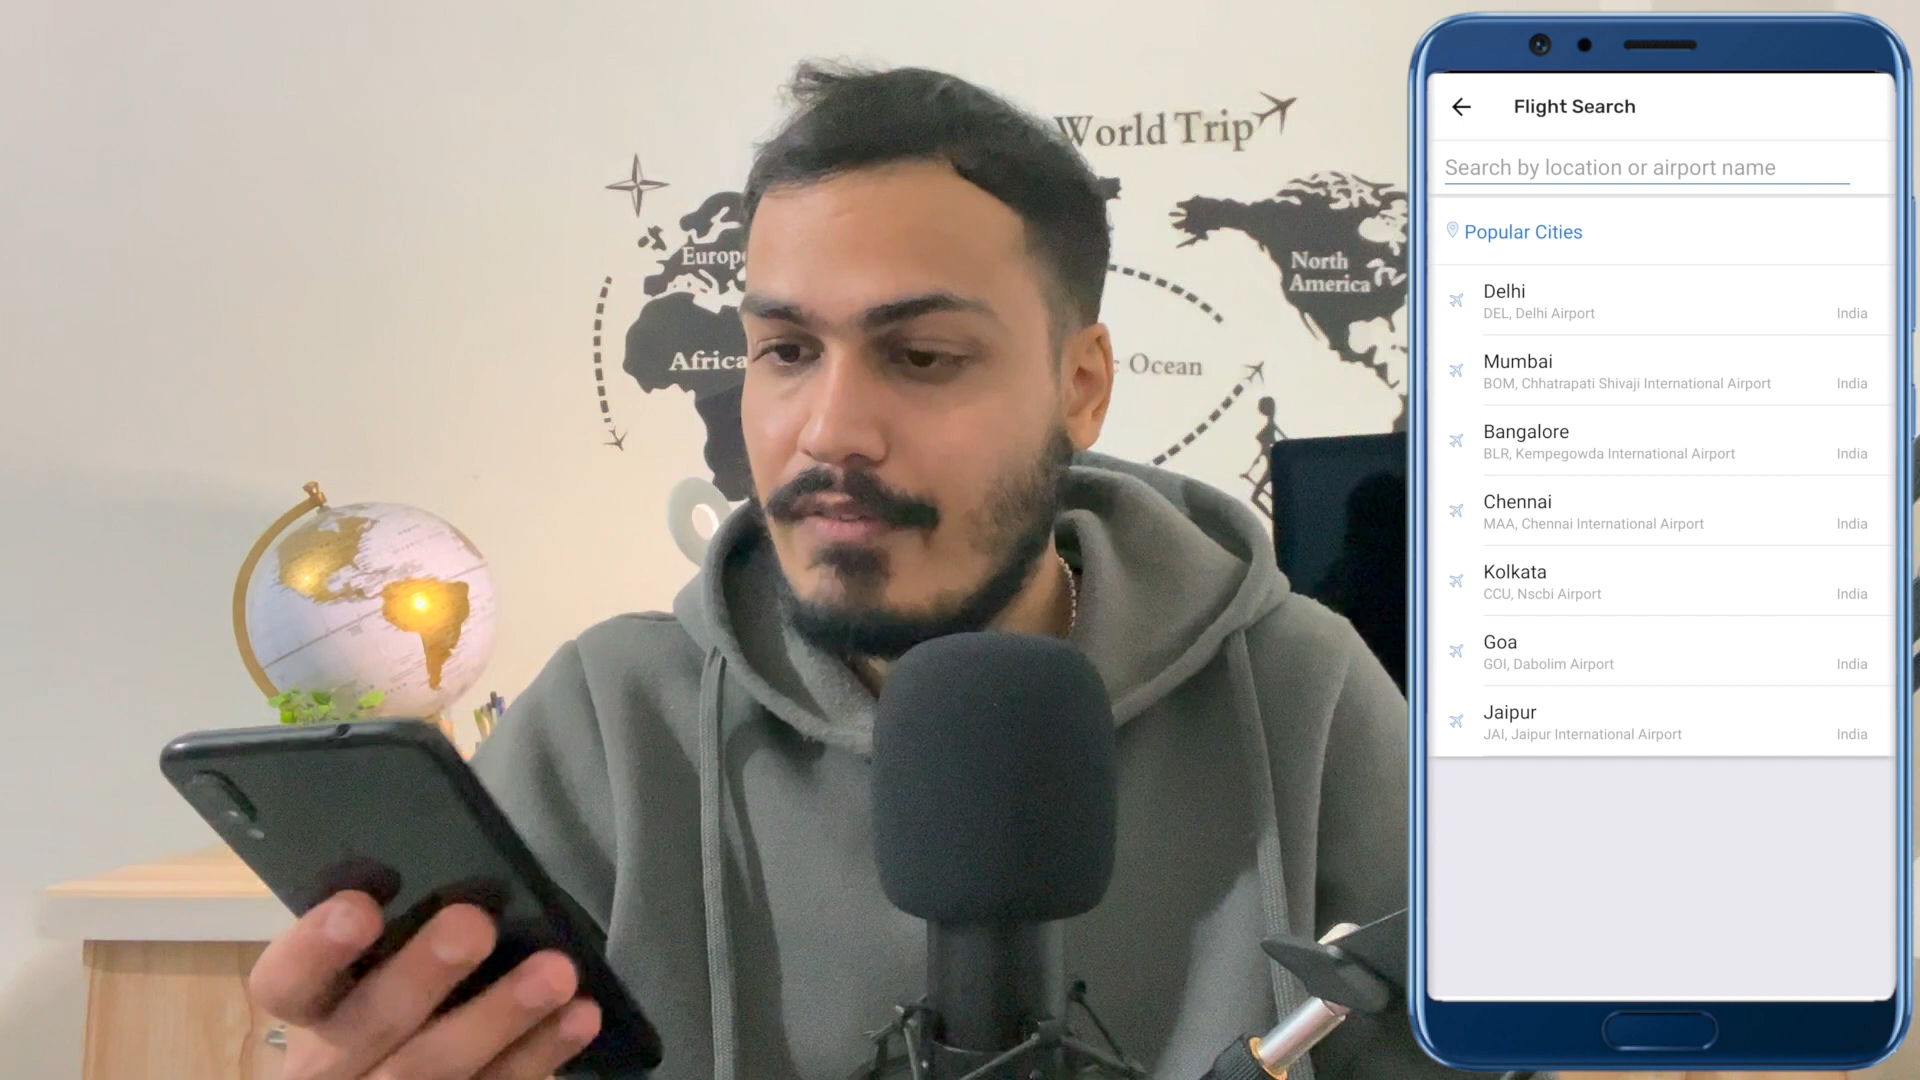 World Trip
Europe
North
America
Africa
Ocean
Flight Search
Search by location or airport name
Popular Cities
Delhi
DEL, Delhi Airport
India
Mumbai
BOM, Chhatrapati Shivaji International Airport
India
Bangalore
BLR, Kempegowda International Airport
India
Chennai
MAA, Chennai International Airport
India
Kolkata
CCU, Nscbi Airport
India
Goa
GOI, Dabolim Airport
India
Jaipur
JAI, Jaipur International Airport
India